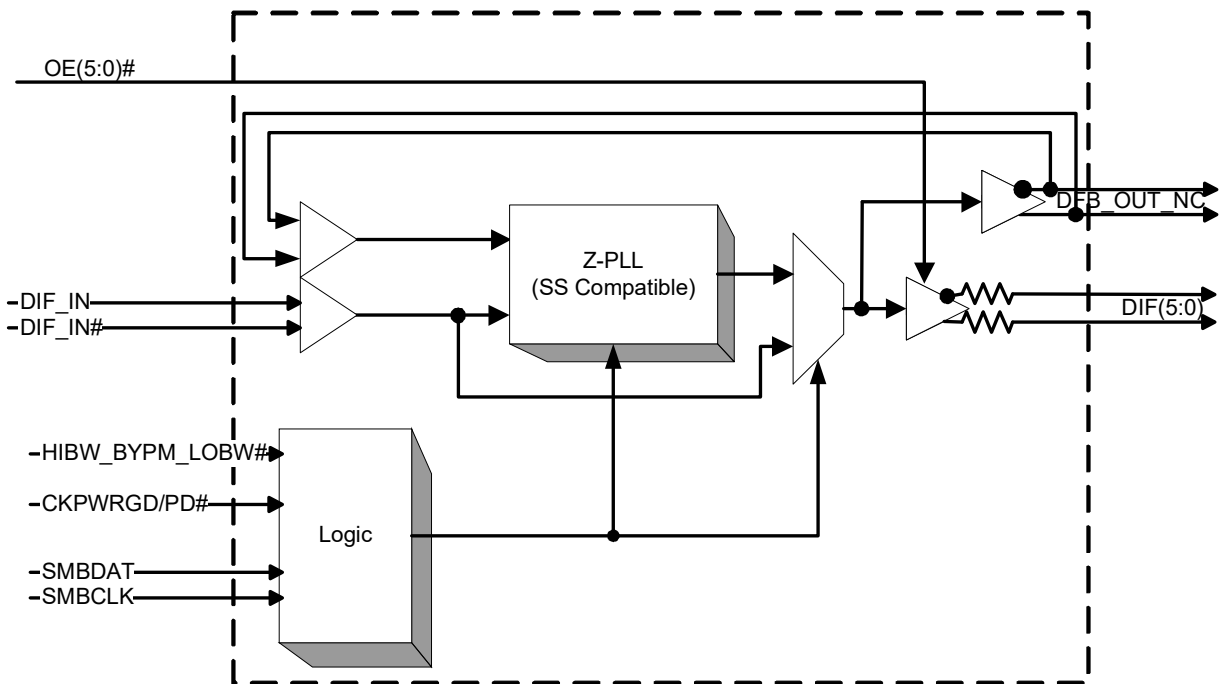 OE(5:0)#
DFB_OUT_NC
Z-PLL
(SS Compatible)
DIF_IN
DIF_IN#
DIF(5:0)
HIBW_BYPM_LOBW#
CKPWRGD/PD#
Logic
SMBDAT
SMBCLK